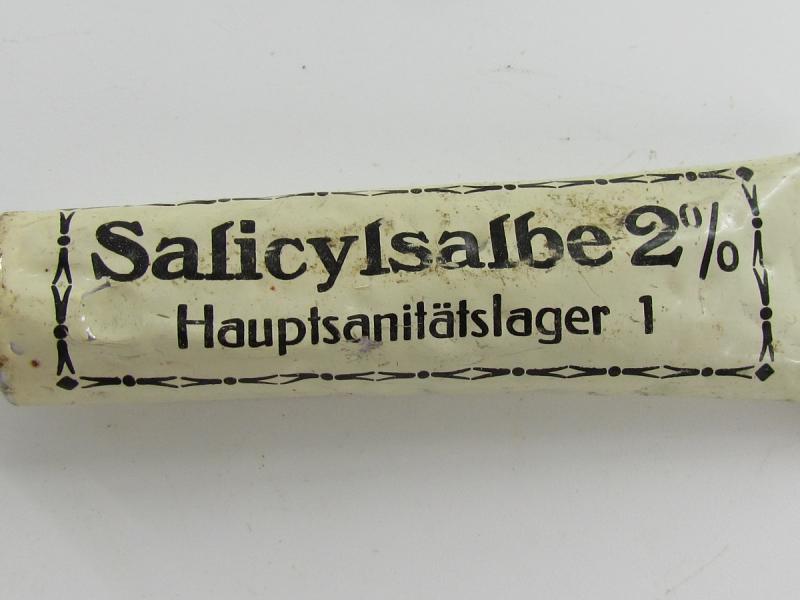 Salicylsalbe 2%
Hauptsanitätslager 1